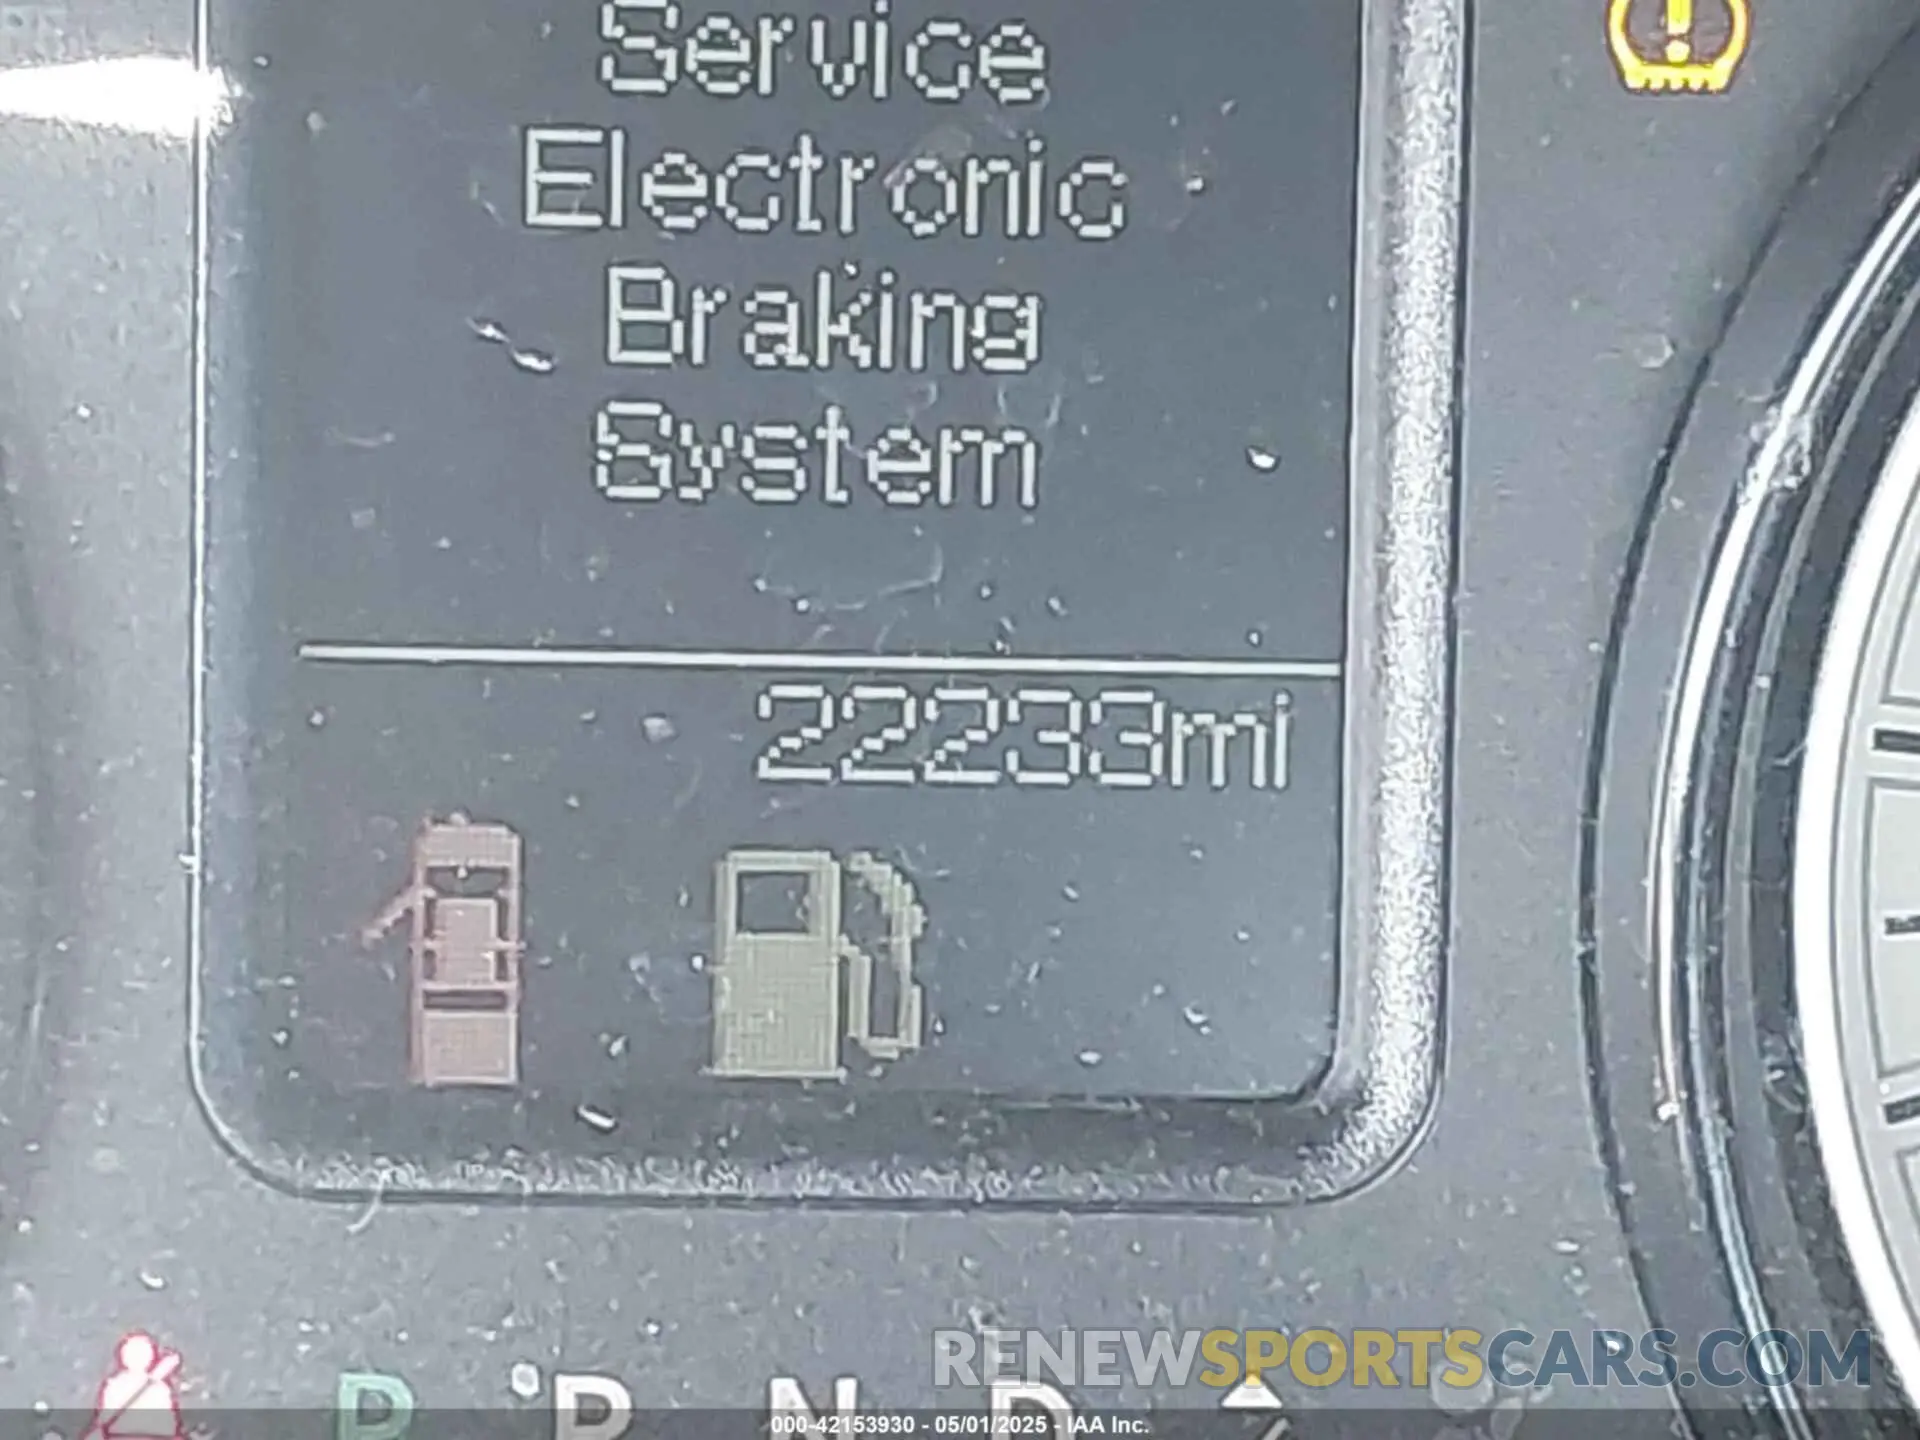 Service
Electronic
Braking
System
22233mi
P P N D
RENEWSPORTSCARS.COM
000-42153930 - 05/01/2025 - IAA Inc.